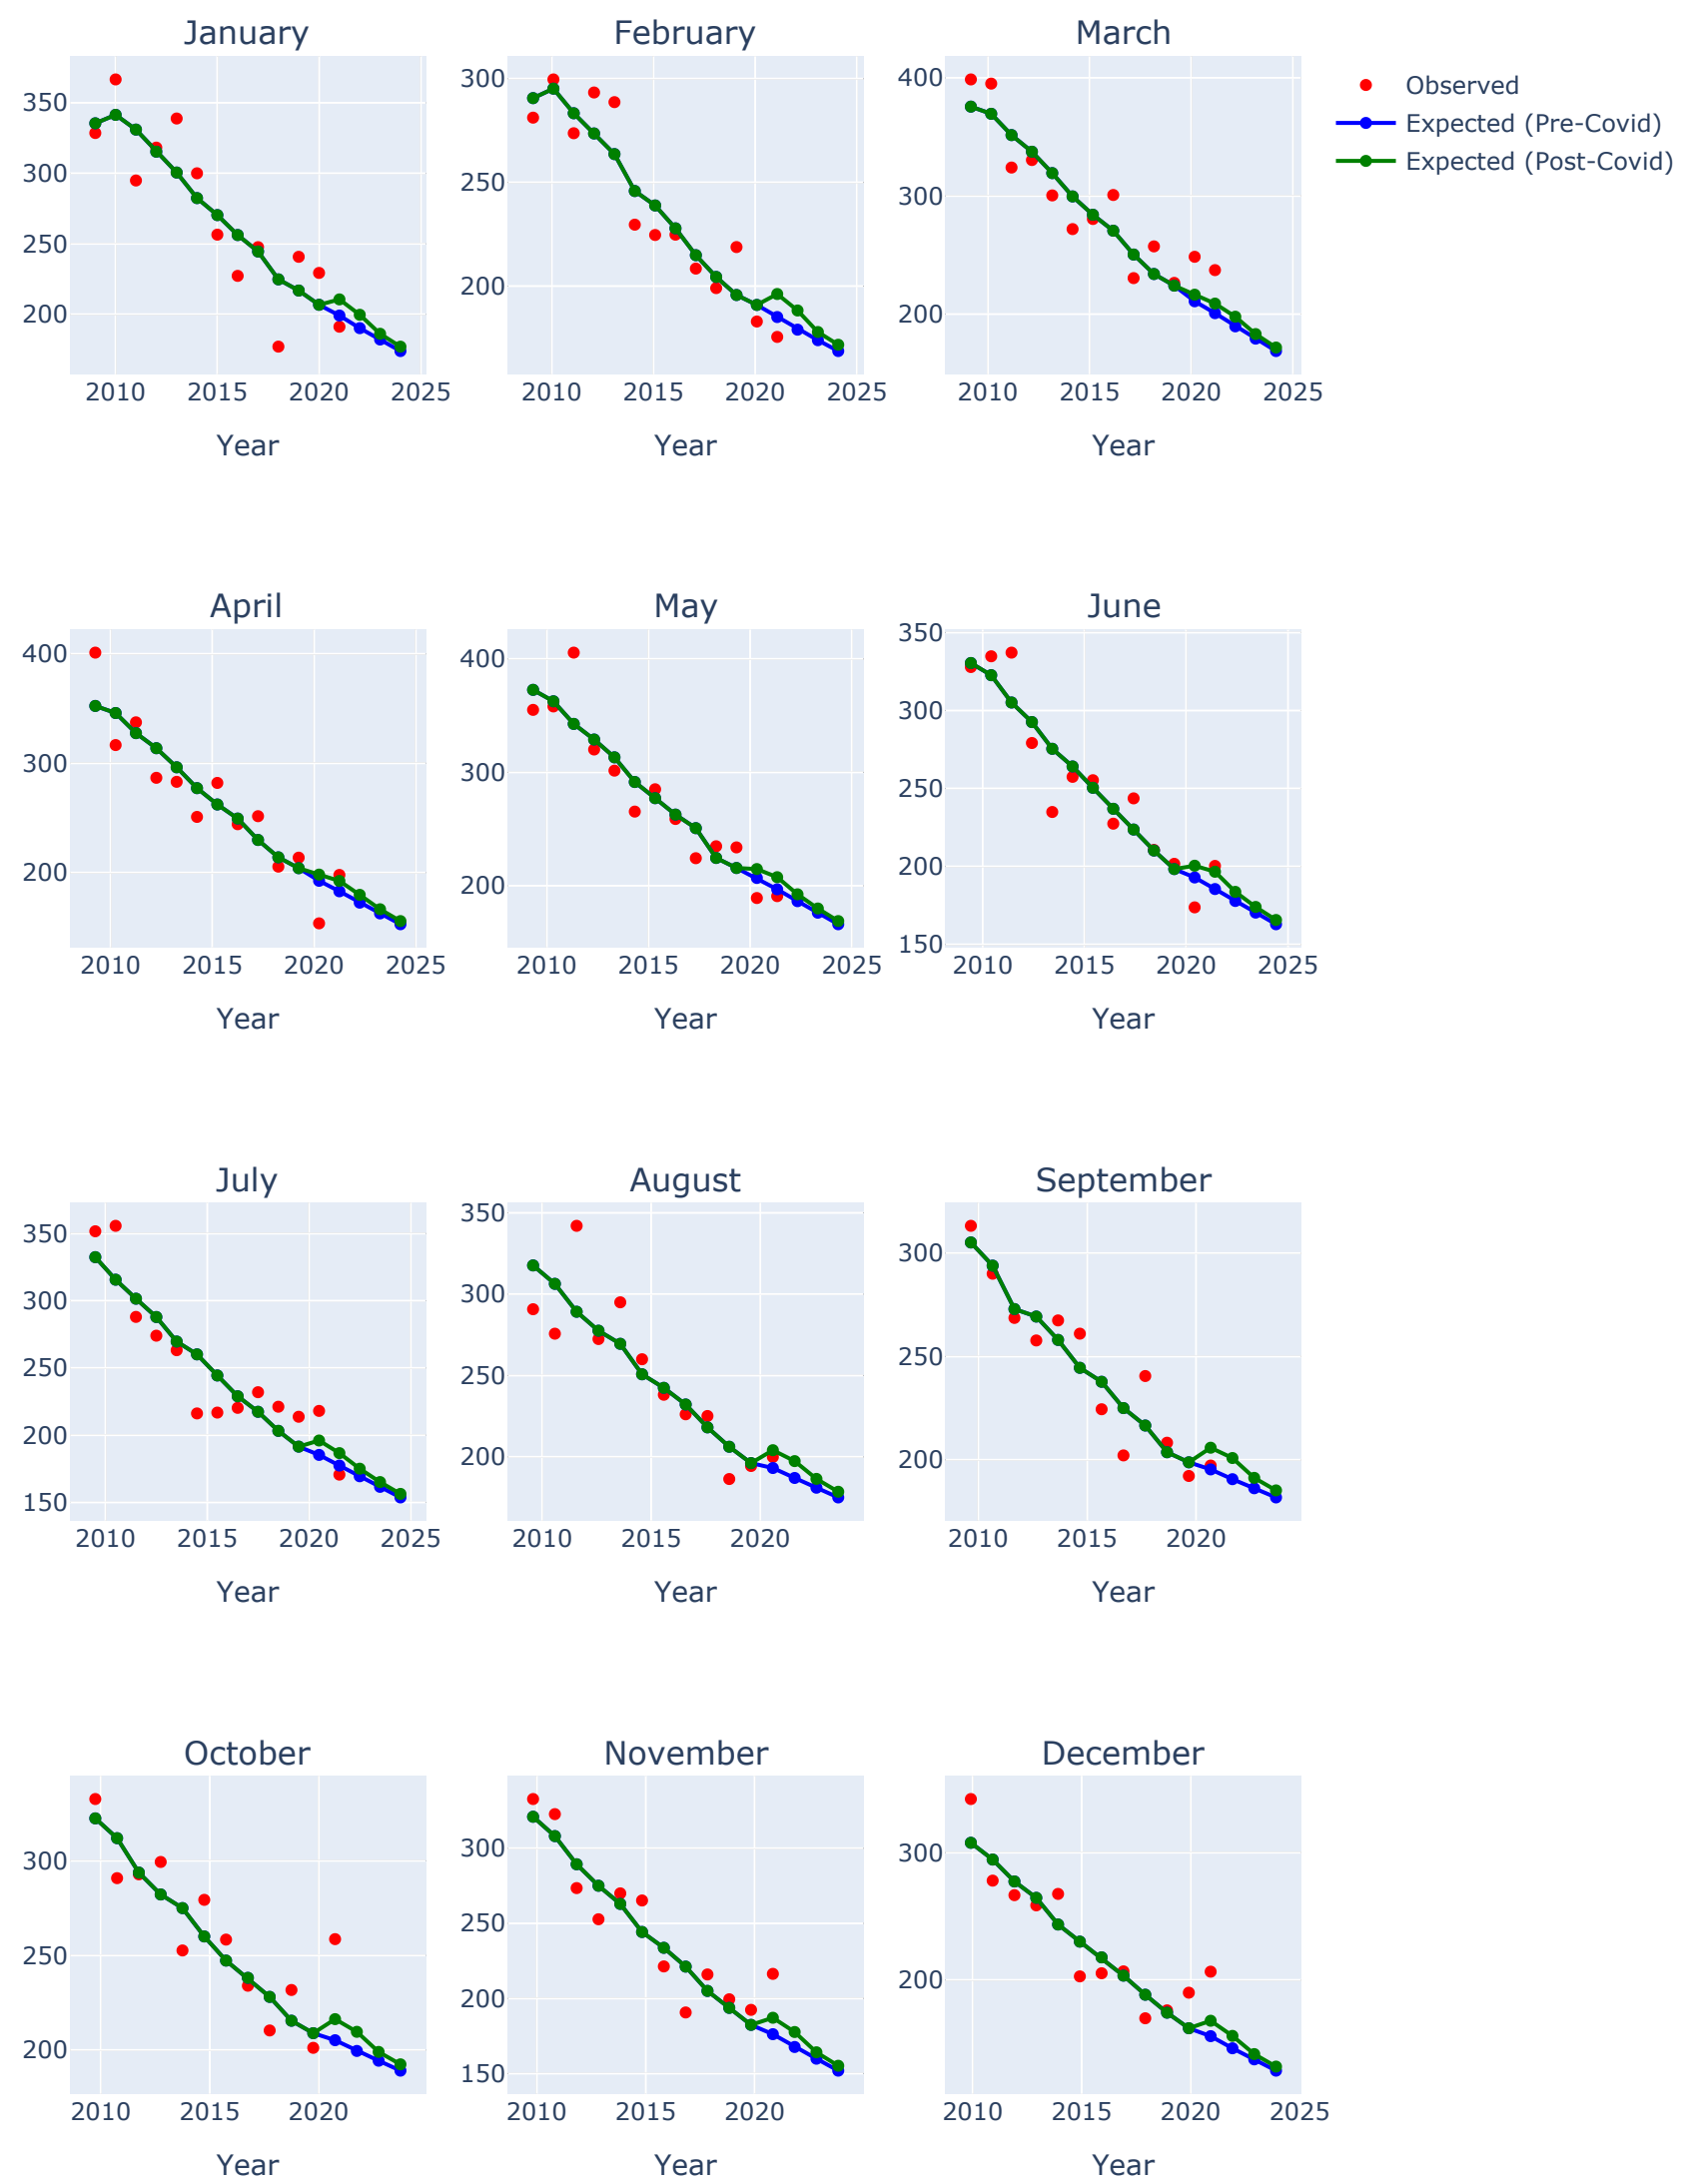 January February March
350
300
250
200
2010 2015 2020 2025
Year
300
250
200
2010 2015 2020 2025
Year
400
300
200
2010 2015 2020 2025
Year
Observed
Expected (Pre-Covid)
Expected (Post-Covid)
April May June
400
300
200
2010 2015 2020 2025
Year
400
300
200
2010 2015 2020 2025
Year
350
300
250
200
150
2010 2015 2020 2025
Year
July August September
350
300
250
200
150
2010 2015 2020 2025
Year
350
300
250
200
2010 2015 2020
Year
300
250
200
2010 2015 2020
Year
October November December
300
250
200
2010 2015 2020
Year
300
250
200
150
2010 2015 2020
Year
300
200
2010 2015 2020 2025
Year